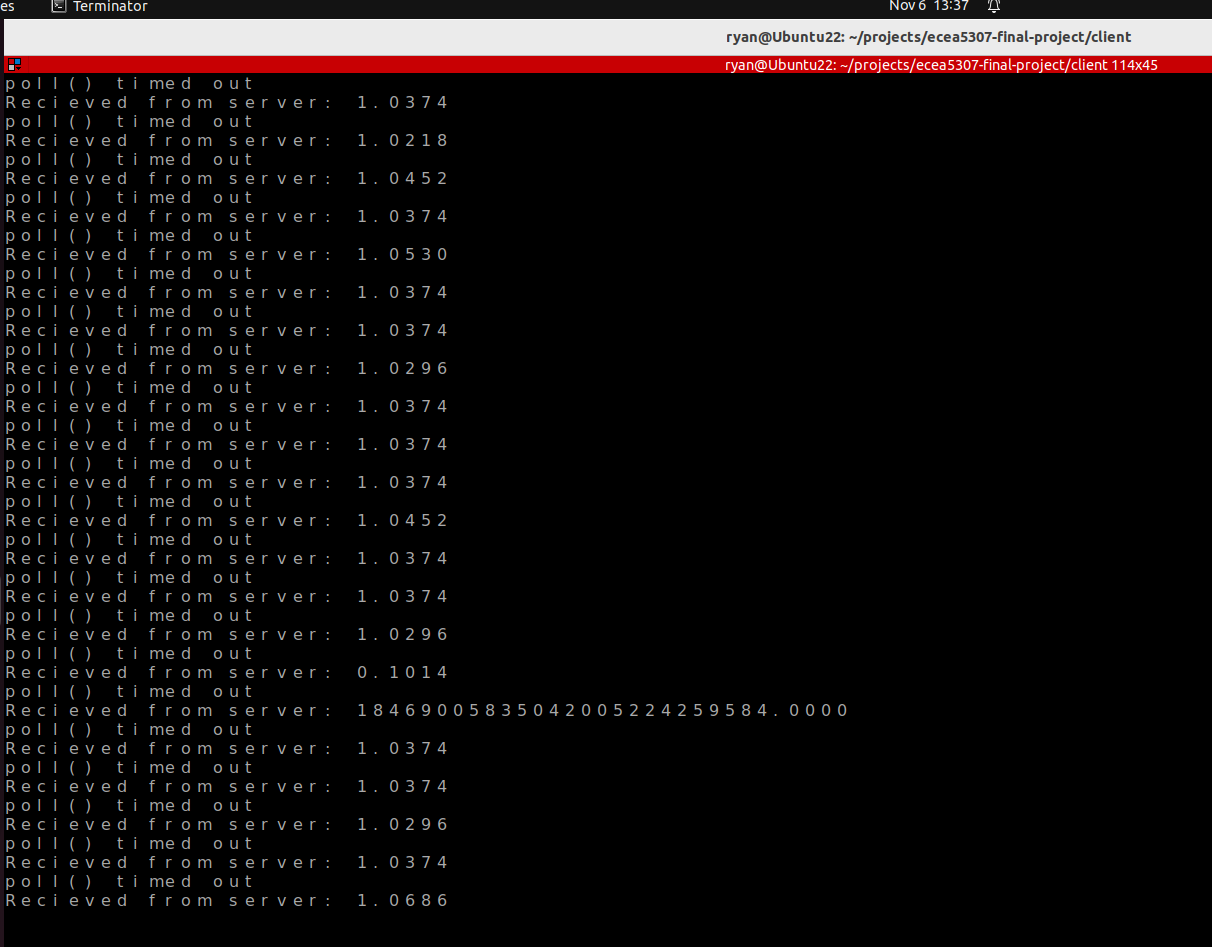 es Terminator Nov 6 13:37
ryan@Ubuntu22: ~/projects/ecea5307-final-project/client
ryan@Ubuntu22: ~/projects/ecea5307-final-project/client 114x45
poll() timed out
Recieved from server: 1.0374
poll() timed out
Recieved from server: 1.0218
poll() timed out
Recieved from server: 1.0452
poll() timed out
Recieved from server: 1.0374
poll() timed out
Recieved from server: 1.0530
poll() timed out
Recieved from server: 1.0374
poll() timed out
Recieved from server: 1.0374
poll() timed out
Recieved from server: 1.0296
poll() timed out
Recieved from server: 1.0374
poll() timed out
Recieved from server: 1.0374
poll() timed out
Recieved from server: 1.0374
poll() timed out
Recieved from server: 1.0452
poll() timed out
Recieved from server: 1.0374
poll() timed out
Recieved from server: 1.0374
poll() timed out
Recieved from server: 1.0296
poll() timed out
Recieved from server: 0.1014
poll() timed out
Recieved from server: 18469005835042005224259584.0000
poll() timed out
Recieved from server: 1.0374
poll() timed out
Recieved from server: 1.0374
poll() timed out
Recieved from server: 1.0296
poll() timed out
Recieved from server: 1.0374
poll() timed out
Recieved from server: 1.0686